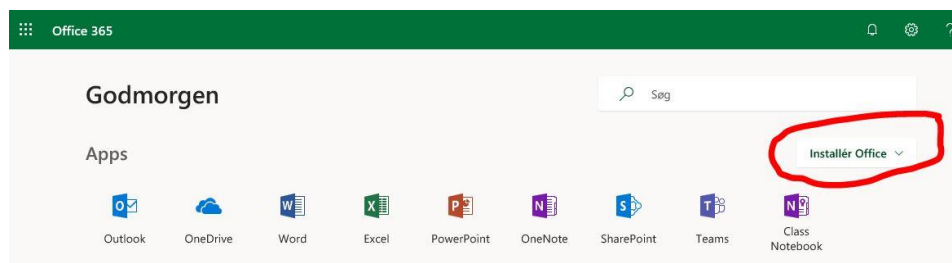 Office 365
?
Godmorgen
Søg
Apps
Installér Office
Outlook
OneDrive
Word
Excel
PowerPoint
OneNote
SharePoint
Teams
Class
Notebook